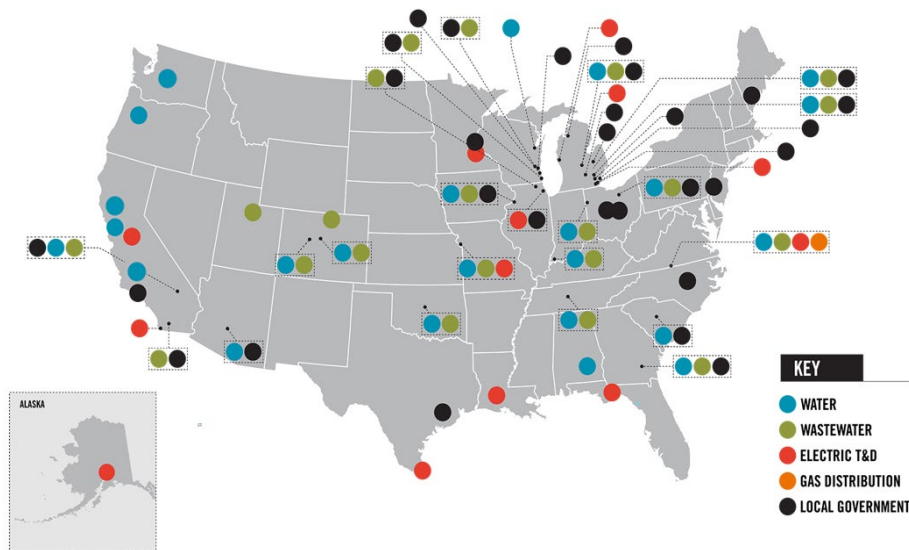 ALASKA
KEY
WATER
WASTEWATER
ELECTRIC T&D
GAS DISTRIBUTION
LOCAL GOVERNMENT